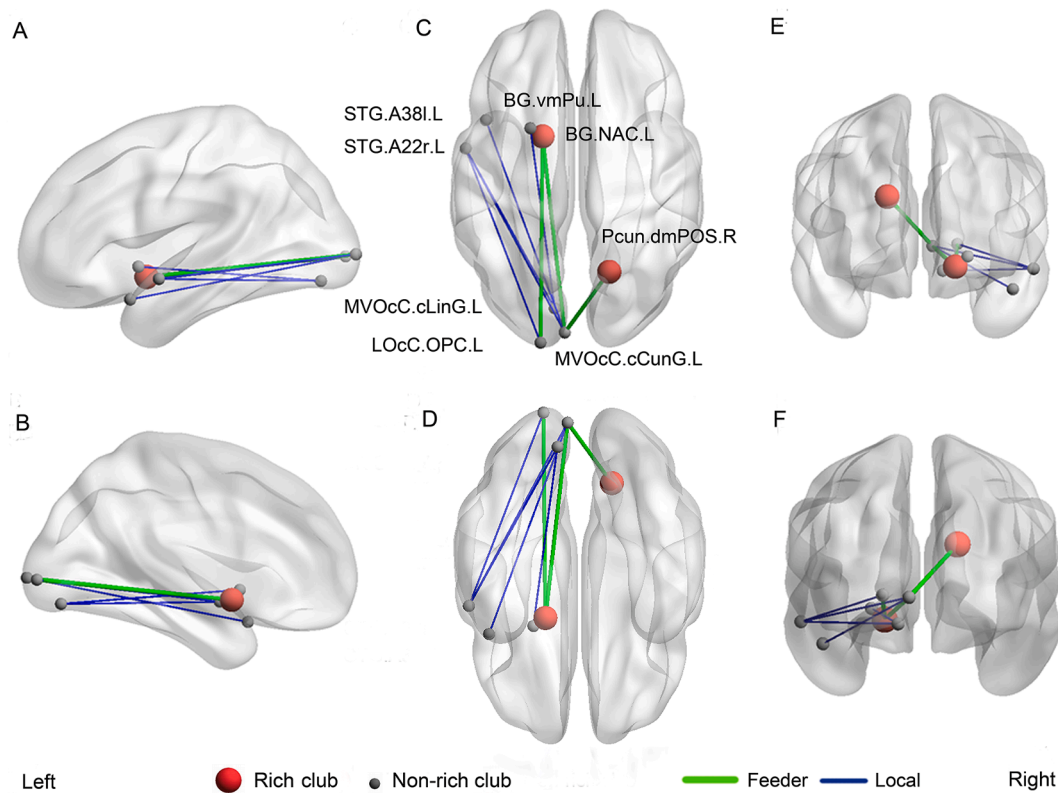 A
C
E
BG.vmPu.L
STG.A38l.L
BG.NAC.L
STG.A22r.L
Pcun.dmPOS.R
MVOcC.cLinG.L
LOcC.OPC.L
MVOcC.cCunG.L
B
D
F
Left
Rich club
Non-rich club
Feeder
Local
Right